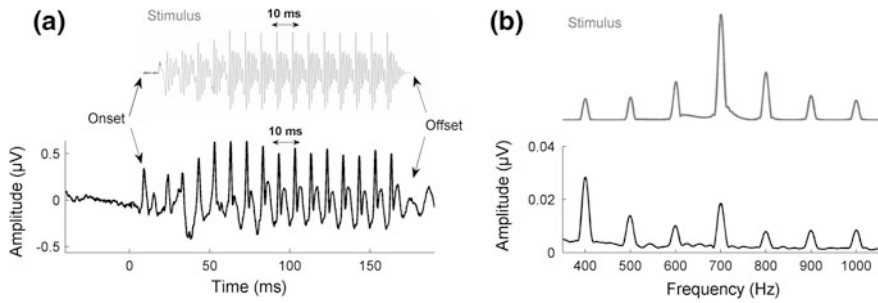 (a)
Stimulus
10 ms
Onset
10 ms
Offset
Amplitude (µV)
0.5
0
-0.5
0 50 100 150
Time (ms)
(b)
Stimulus
Amplitude (µV)
0.04
0.02
0
400 500 600 700 800 900 1000
Frequency (Hz)